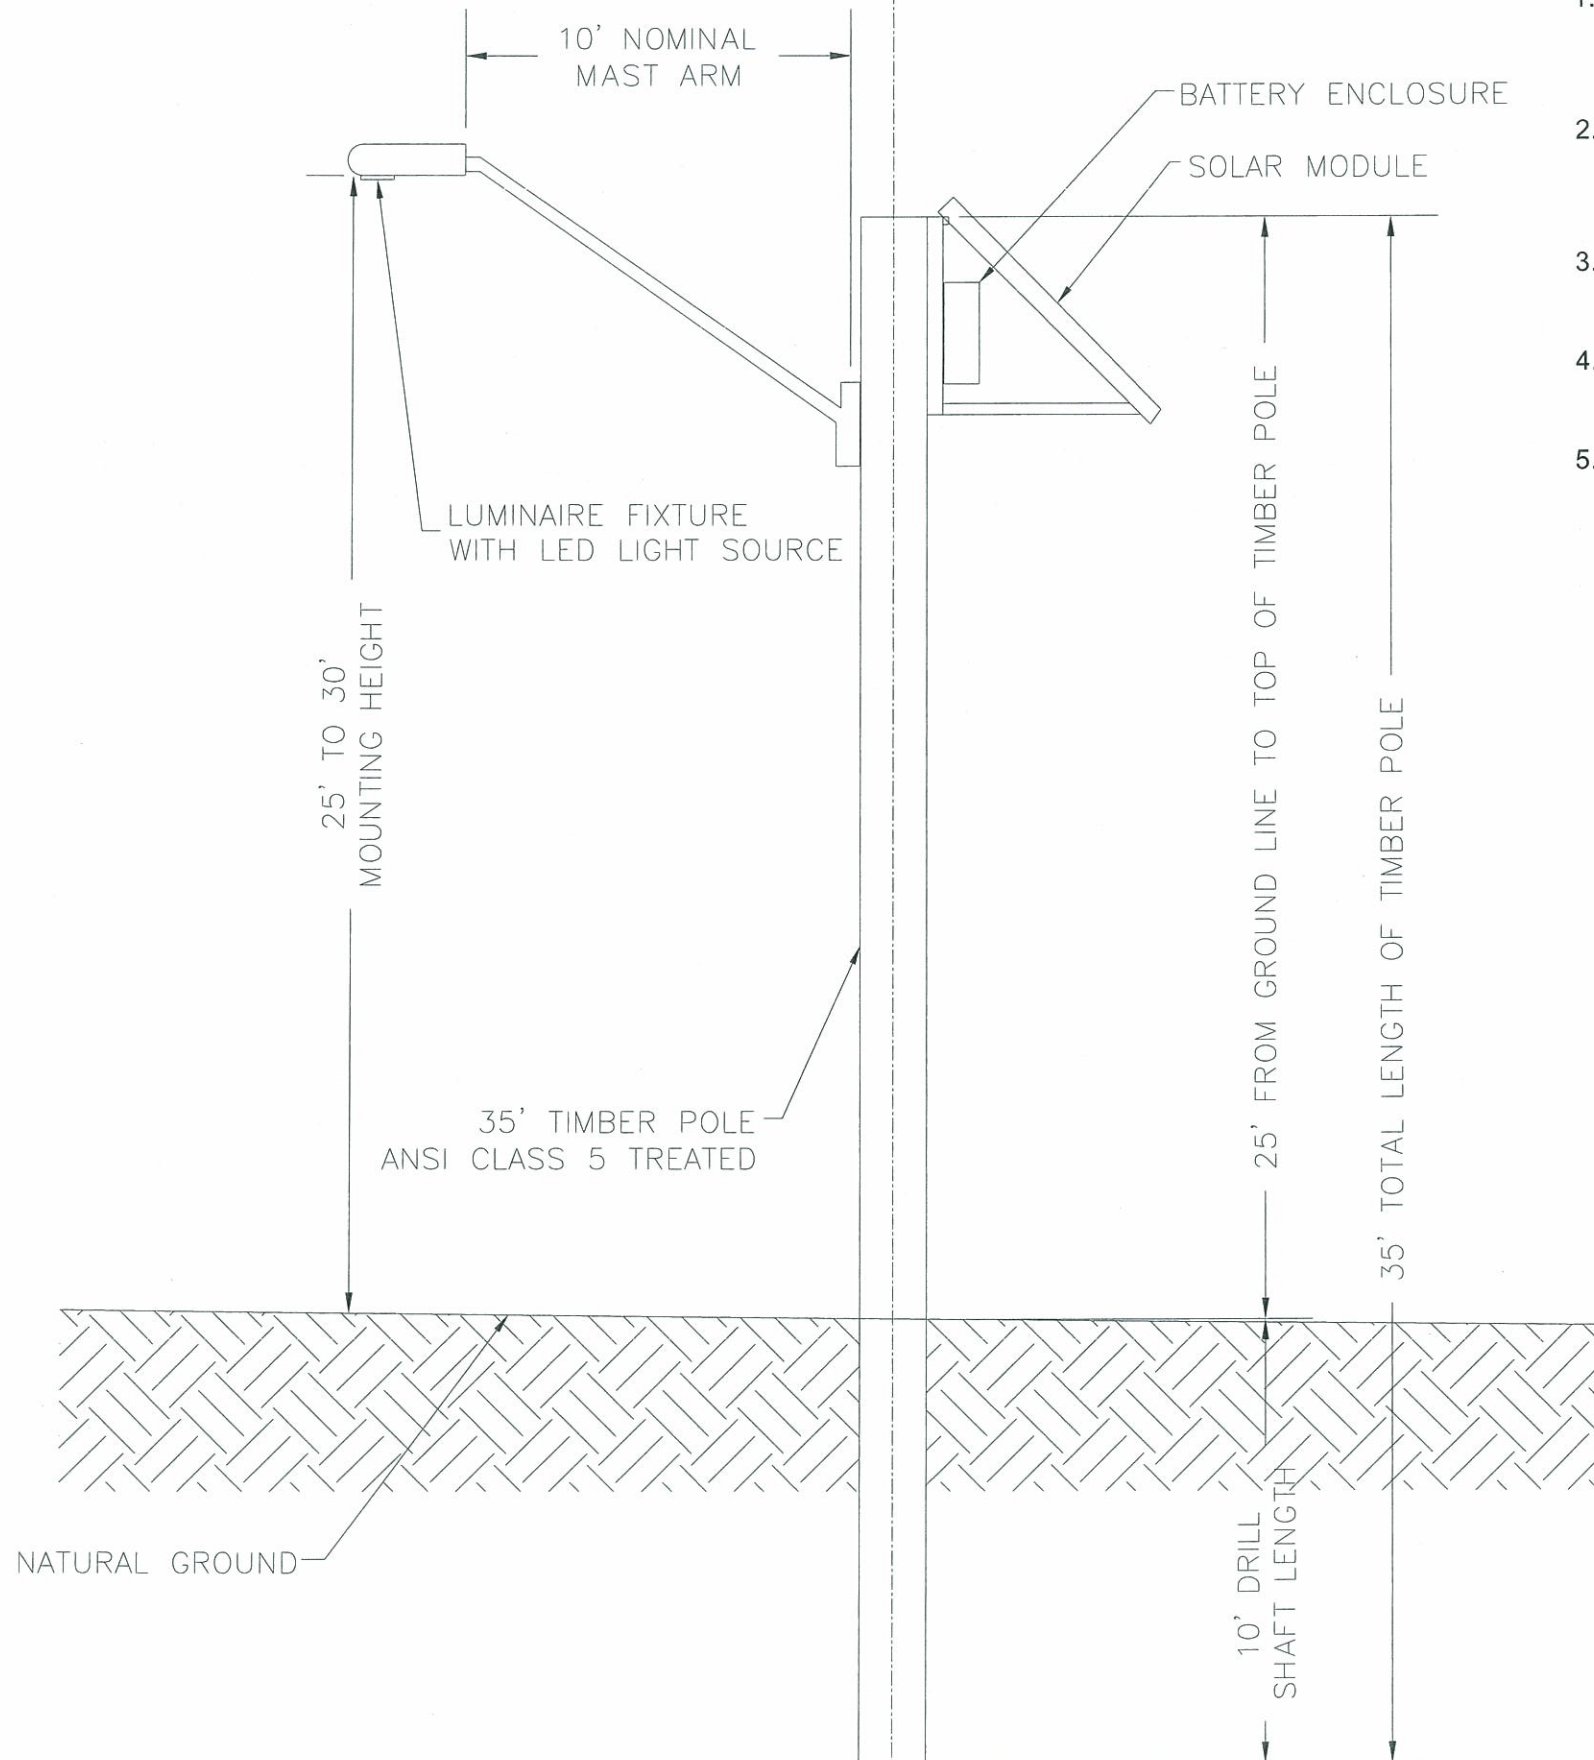 10' NOMINAL
MAST ARM
BATTERY ENCLOSURE
SOLAR MODULE
1.
2.
3.
4.
5.
LUMINAIRE FIXTURE
WITH LED LIGHT SOURCE
25' TO 30'
MOUNTING HEIGHT
25' FROM GROUND LINE TO TOP OF TIMBER POLE
35' TOTAL LENGTH OF TIMBER POLE
35' TIMBER POLE
ANSI CLASS 5 TREATED
NATURAL GROUND
10' DRILL
SHAFT LENGTH